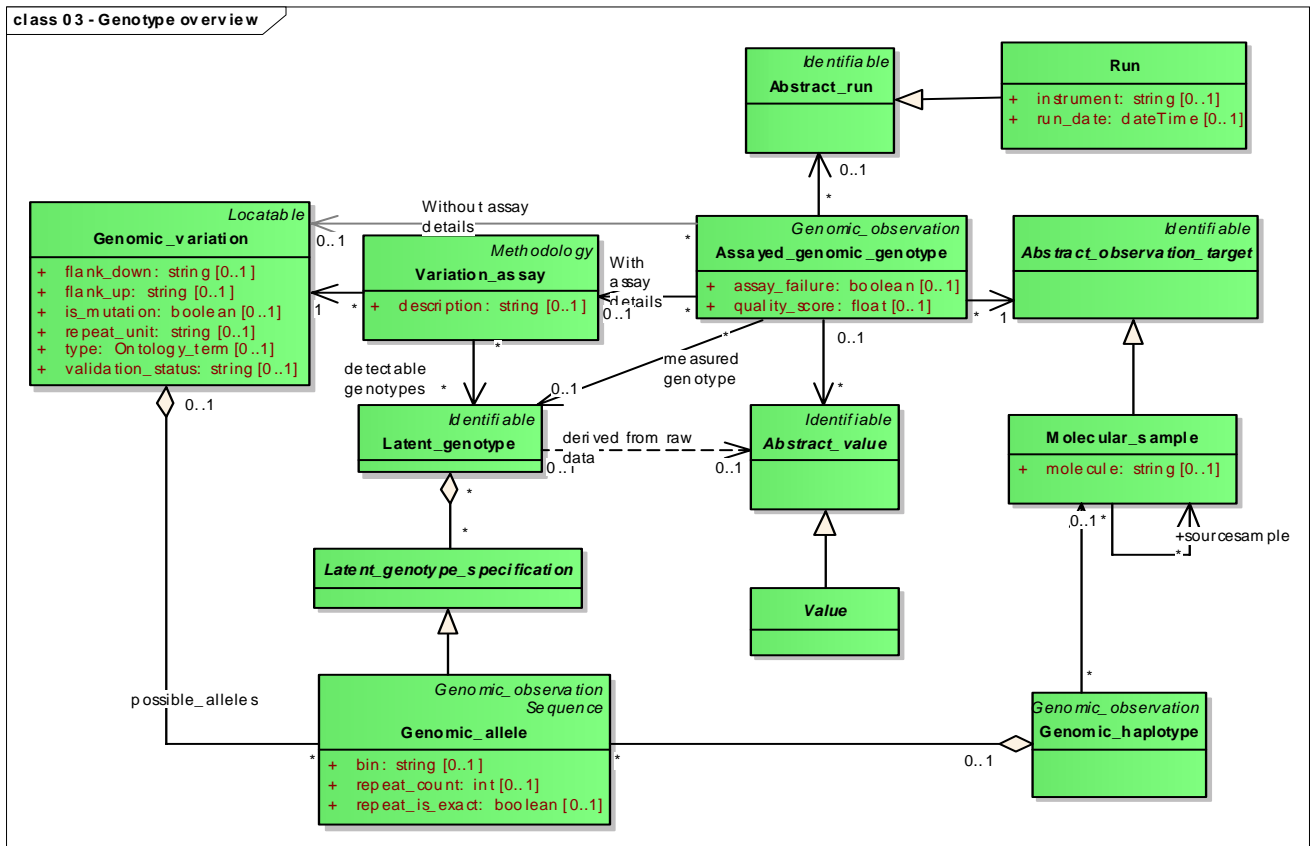 class 03 - Genotype overview
Identifiable
Abstract_run
Run
+ instrument: string [0..1]
+ run_date: dateTime [0..1]
0..1
*
Locatable
Genomic_variation
+ flank_down: string [0..1]
+ flank_up: string [0..1]
+ is_mutation: boolean [0..1]
+ repeat_unit: string [0..1]
+ type: Ontology_term [0..1]
+ validation_status: string [0..1]
Without assay
details
0..1
*
Methodology
Variation_assay
+ description: string [0..1]
1
*
With
assay
details
0..1
*
Genomic_observation
Assayed_genomic_genotype
+ assay_failure: boolean [0..1]
+ quality_score: float [0..1]
*
1
Identifiable
Abstract_observation_target
detectable
genotypes
*
*
measured
genotype
*
0..1
0..1
*
0..1
Identifiable
Latent_genotype
derived from raw
data
0..1
0..1
Identifiable
Abstract_value
Molecular_sample
+ molecule: string [0..1]
0..1
*
+sourcesample
*
*
*
Latent_genotype_specification
Value
possible_alleles
*
Genomic_observation
Sequence
Genomic_allele
+ bin: string [0..1]
+ repeat_count: int [0..1]
+ repeat_is_exact: boolean [0..1]
*
0..1
*
Genomic_observation
Genomic_haplotype